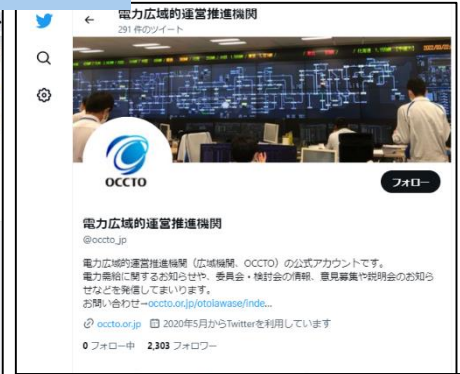 電力広域的運営推進機関
291 件のツイート
OCCTO
フォロー
電力広域的運営推進機関
@occto_jp
電力広域的運営推進機関（広域機関、OCCTO）の公式アカウントです。
電力需給に関するお知らせや、委員会・検討会の情報、意見募集や説明会のお知ら
せなどを発信してまいります。
お問い合わせ→occto.or.jp/otoiawase/inde...
occto.or.jp 2020年5月からTwitterを利用しています
0 フォロー中 2,303 フォロワー